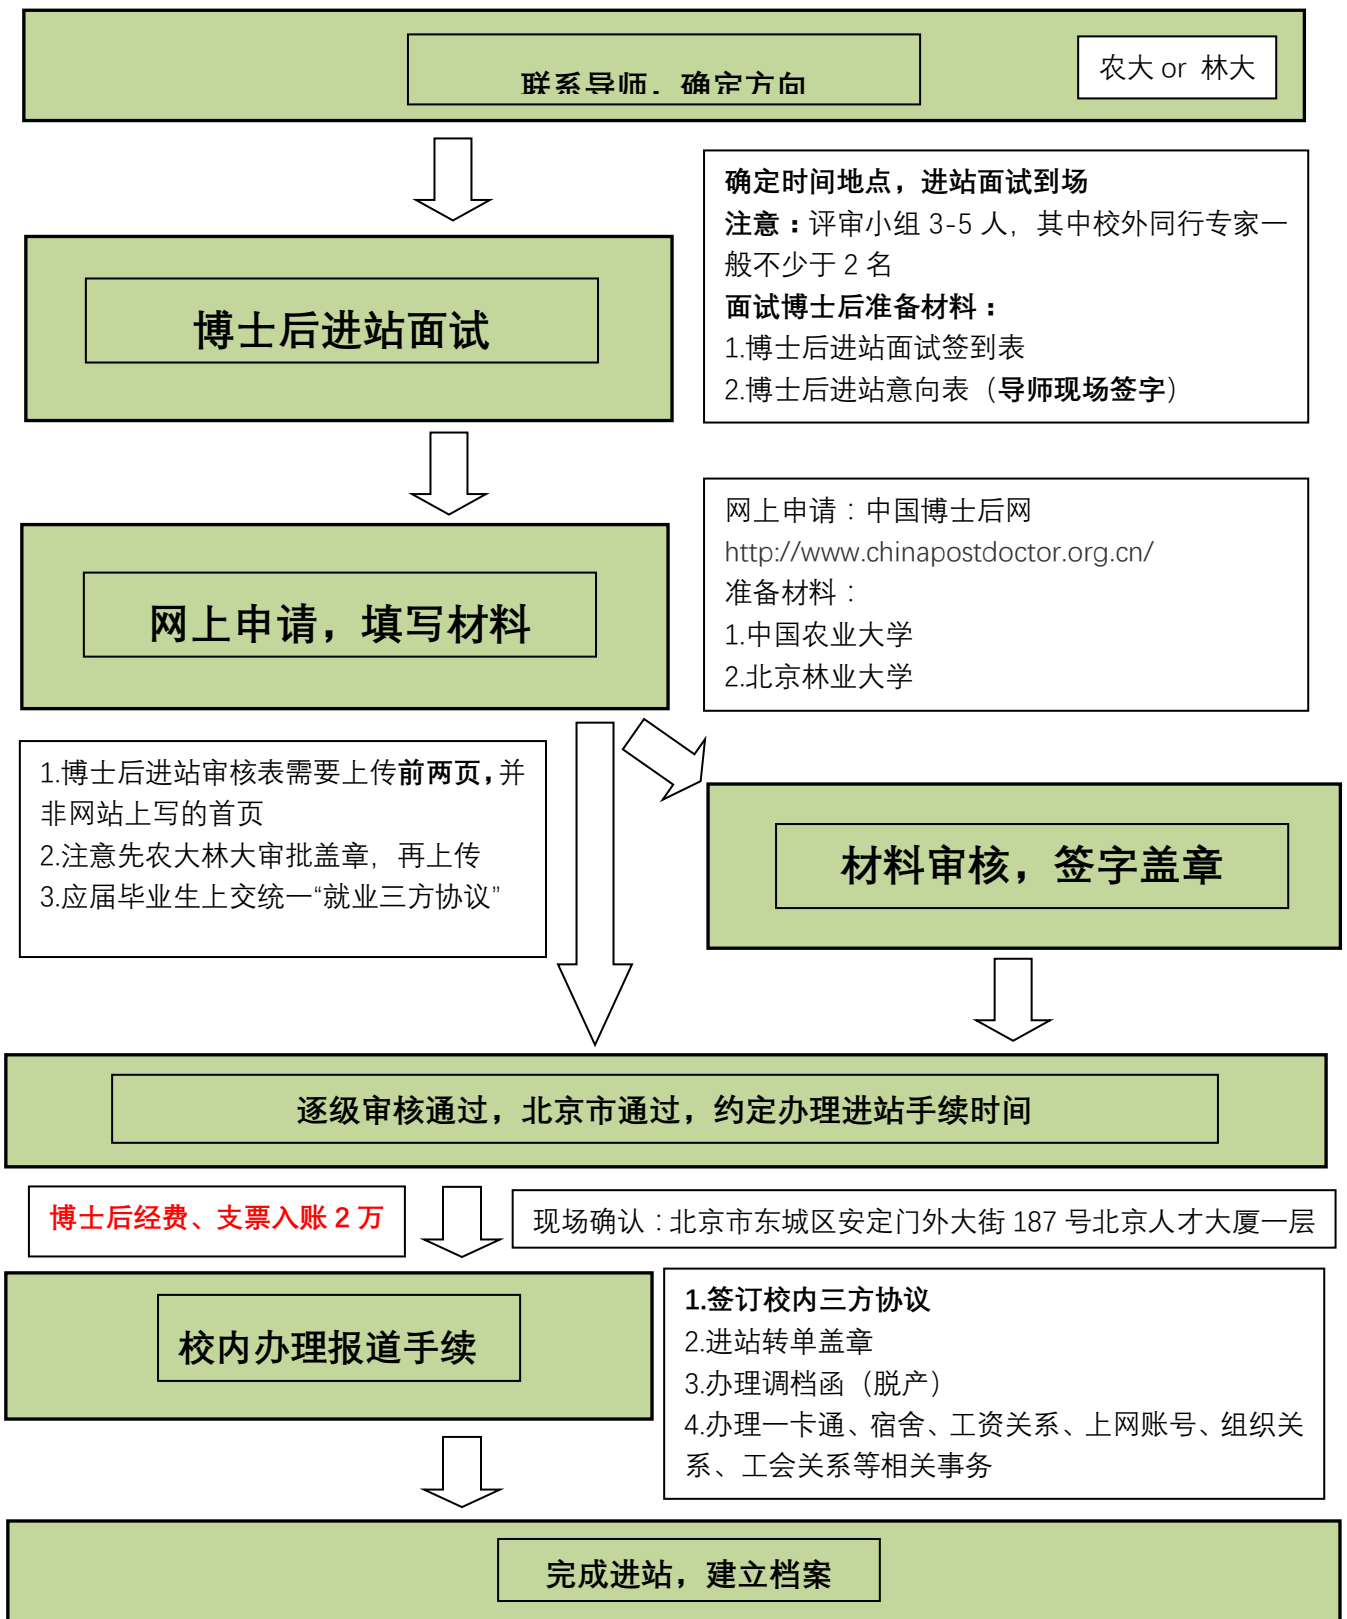 联系导师，确定方向
农大 or 林大
确定时间地点，进站面试到场
注意：评审小组 3-5 人，其中校外同行专家一
般不少于 2 名
面试博士后准备材料：
1.博士后进站面试签到表
2.博士后进站意向表（导师现场签字）
博士后进站面试
网上申请：中国博士后网
http://www.chinapostdoctor.org.cn/
准备材料：
1.中国农业大学
2.北京林业大学
网上申请，填写材料
1.博士后进站审核表需要上传前两页，并
非网站上写的首页
2.注意先农大林大审批盖章，再上传
3.应届毕业生上交统一“就业三方协议”
材料审核，签字盖章
逐级审核通过，北京市通过，约定办理进站手续时间
博士后经费、支票入账 2 万
现场确认：北京市东城区安定门外大街 187 号北京人才大厦一层
校内办理报道手续
1.签订校内三方协议
2.进站转单盖章
3.办理调档函（脱产）
4.办理一卡通、宿舍、工资关系、上网账号、组织关
系、工会关系等相关事务
完成进站，建立档案